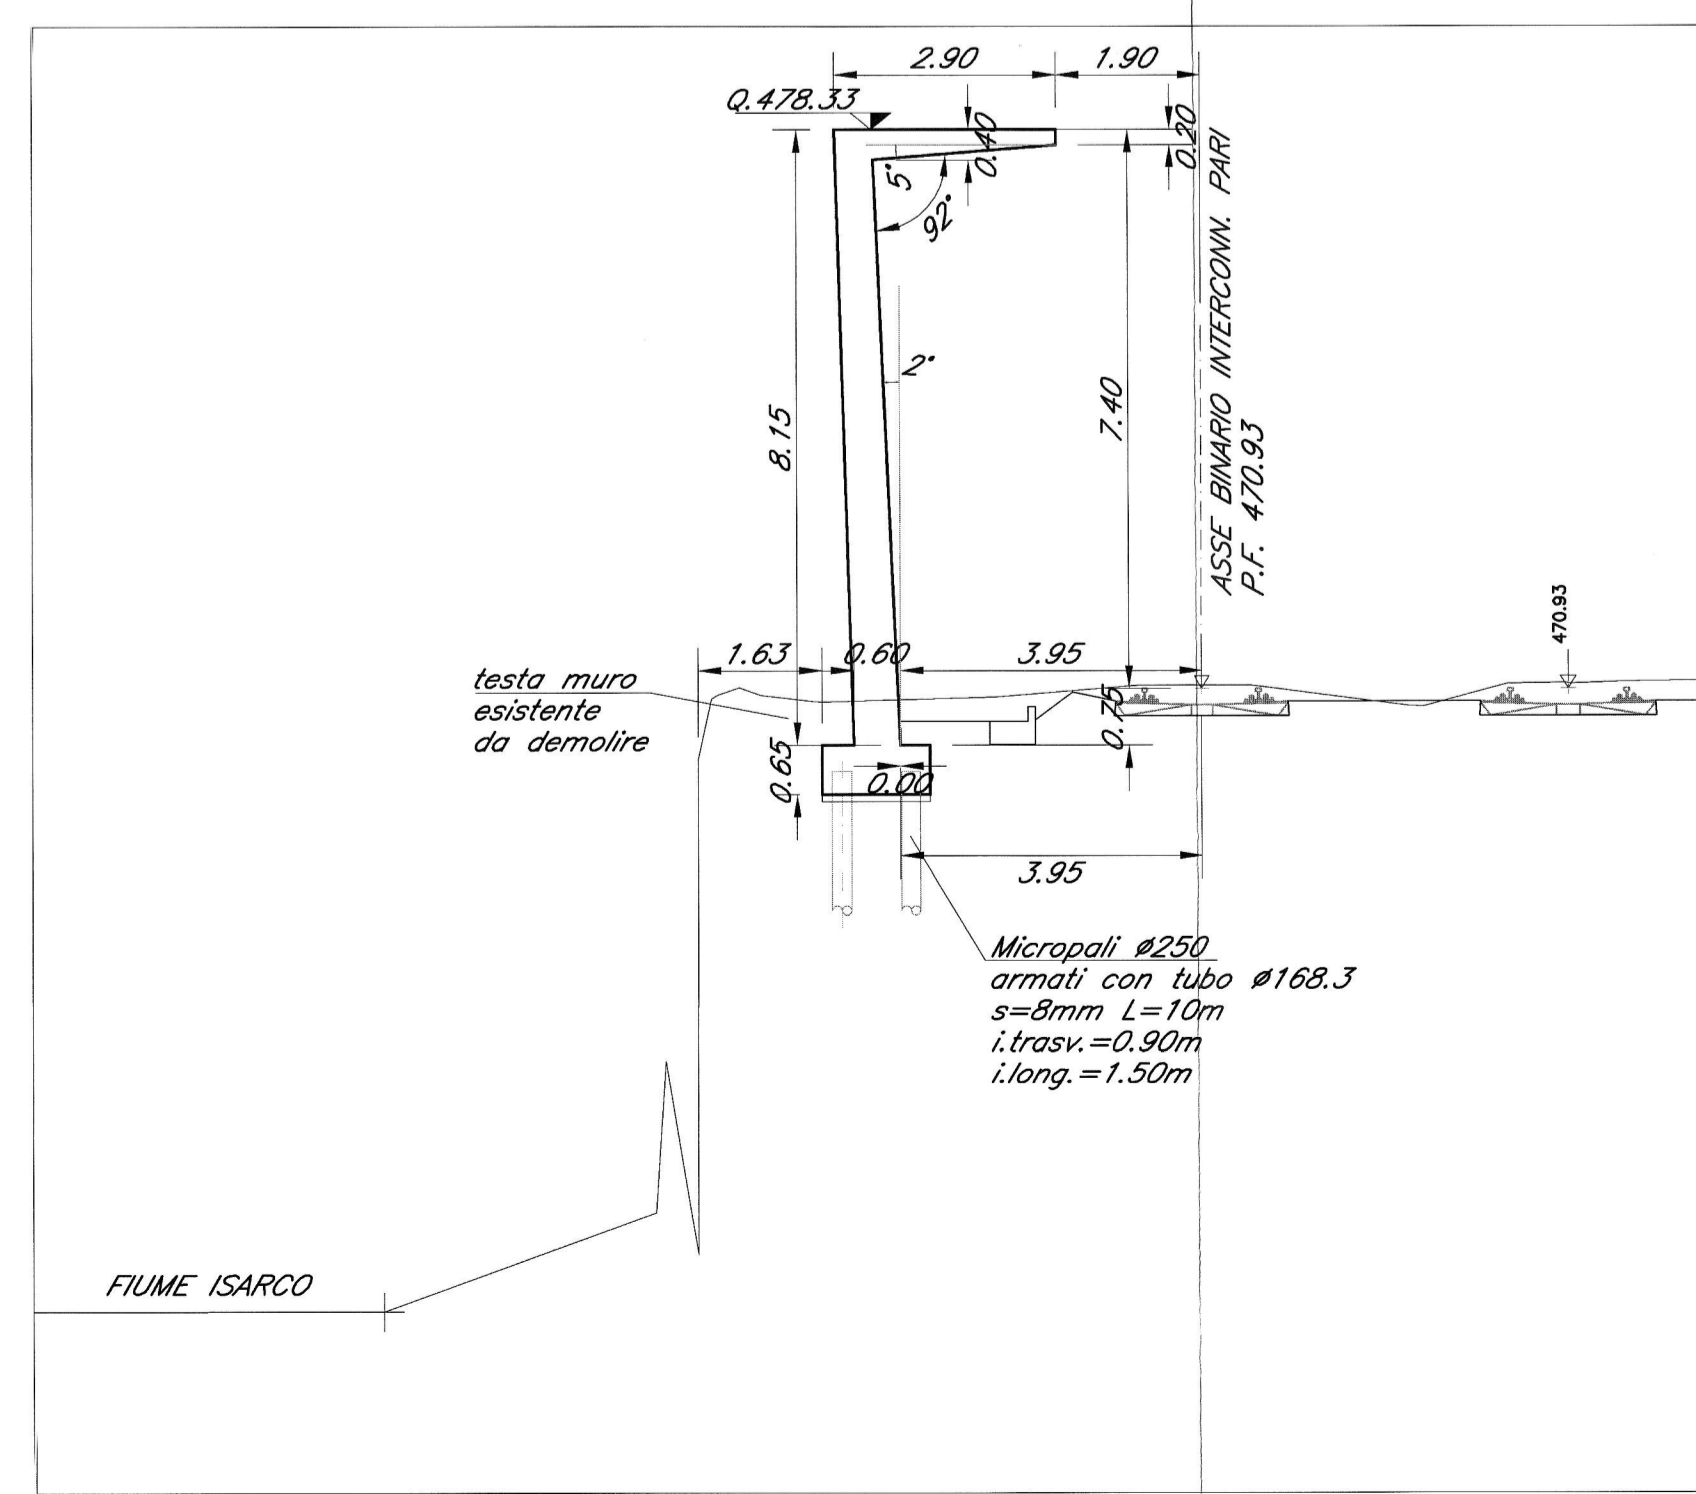 2.90
1.90
Q.478.33
0.40
0.20
5°
92°
ASSE BINARIO INTERCONN. PARI
P.F. 470.93
2°
8.15
7.40
470.93
1.63
0.60
3.95
testa muro
esistente
da demolire
0.75
0.65
0.00
3.95
Micropali ø250
armati con tubo ø168.3
s=8mm L=10m
i.trasv.=0.90m
i.long.=1.50m
FIUME ISARCO